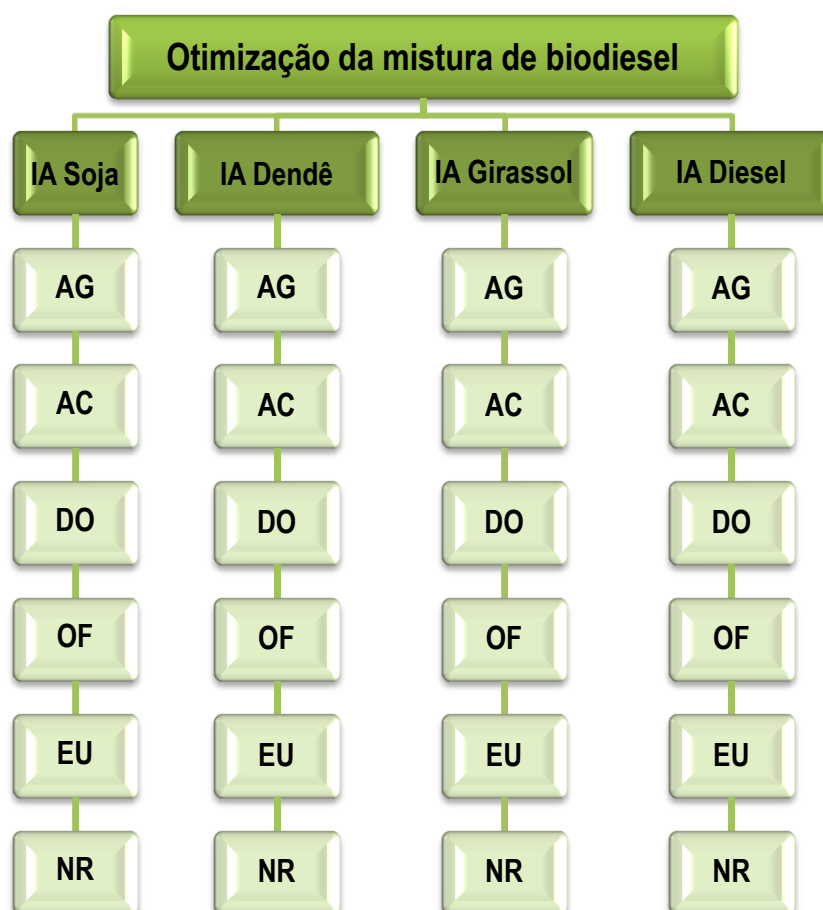 Otimização da mistura de biodiesel
IA Soja
IA Dendê
IA Girassol
IA Diesel
AG
AG
AG
AG
AC
AC
AC
AC
DO
DO
DO
DO
OF
OF
OF
OF
EU
EU
EU
EU
NR
NR
NR
NR